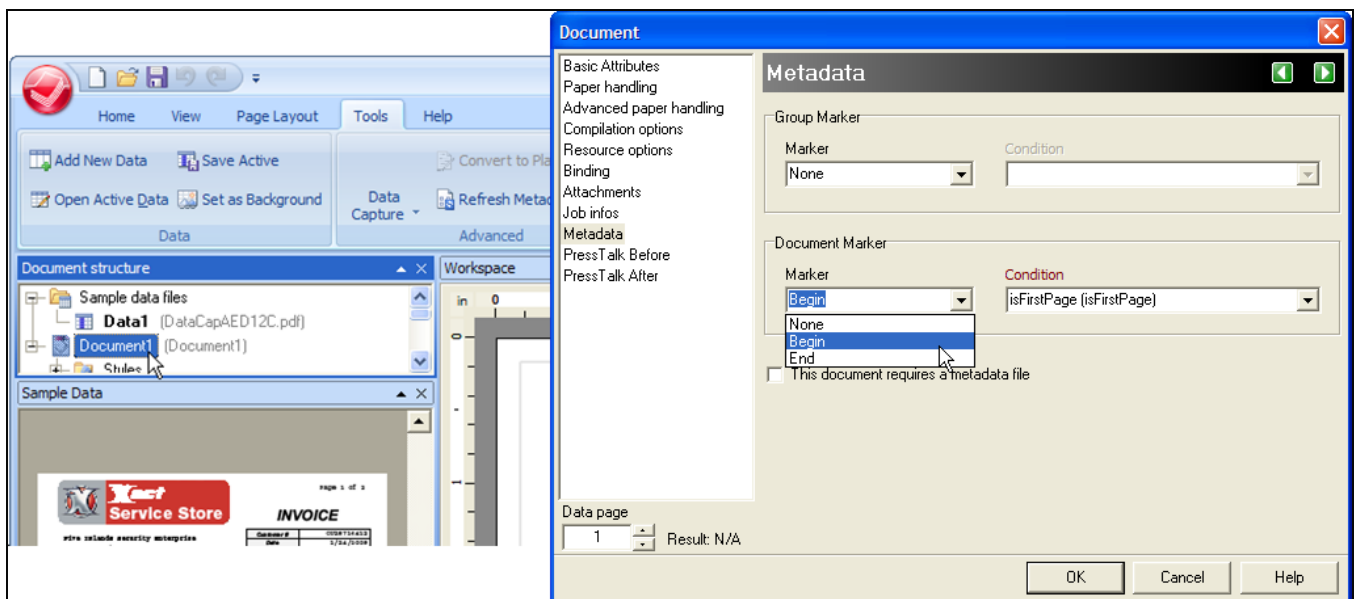 Home View Page Layout Tools Help
Add New Data Save Active Convert to Pla
Open Active Data Set as Background Data Capture Refresh Metad
Data Advanced
Document structure Workspace
Sample data files in 0
Data1 (DataCapAED12C.pdf)
Document1 (Document1)
Styles
Sample Data
1
Xact
Service Store
Page 1 of 2
INVOICE
Customer #
Date
Document
Basic Attributes
Paper handling
Advanced paper handling
Compilation options
Resource options
Binding
Attachments
Job infos
Metadata
PressTalk Before
PressTalk After
Data page
1 Result: N/A
Metadata
Group Marker
Marker Condition
None
Document Marker
Marker Condition
Begin isFirstPage (isFirstPage)
None
Begin
End
This document requires a metadata file
OK Cancel Help